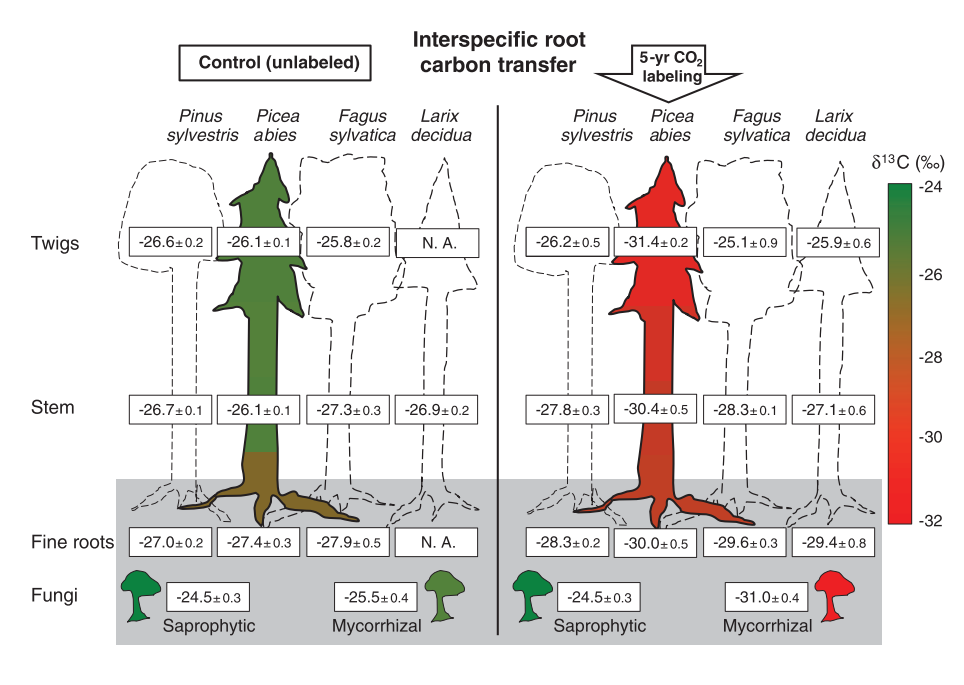 Interspecific root
carbon transfer
Control (unlabeled)
5-yr CO₂
labeling
Pinus sylvestris
Picea abies
Fagus sylvatica
Larix decidua
Pinus sylvestris
Picea abies
Fagus sylvatica
Larix decidua
δ¹³C (‰)
-24
-26
-28
-30
-32
Twigs
-26.6±0.2
-26.1±0.1
-25.8±0.2
N. A.
-26.2±0.5
-31.4±0.2
-25.1±0.9
-25.9±0.6
Stem
-26.7±0.1
-26.1±0.1
-27.3±0.3
-26.9±0.2
-27.8±0.3
-30.4±0.5
-28.3±0.1
-27.1±0.6
Fine roots
-27.0±0.2
-27.4±0.3
-27.9±0.5
N. A.
-28.3±0.2
-30.0±0.5
-29.6±0.3
-29.4±0.8
Fungi
-24.5±0.3
-25.5±0.4
-24.5±0.3
-31.0±0.4
Saprophytic
Mycorrhizal
Saprophytic
Mycorrhizal